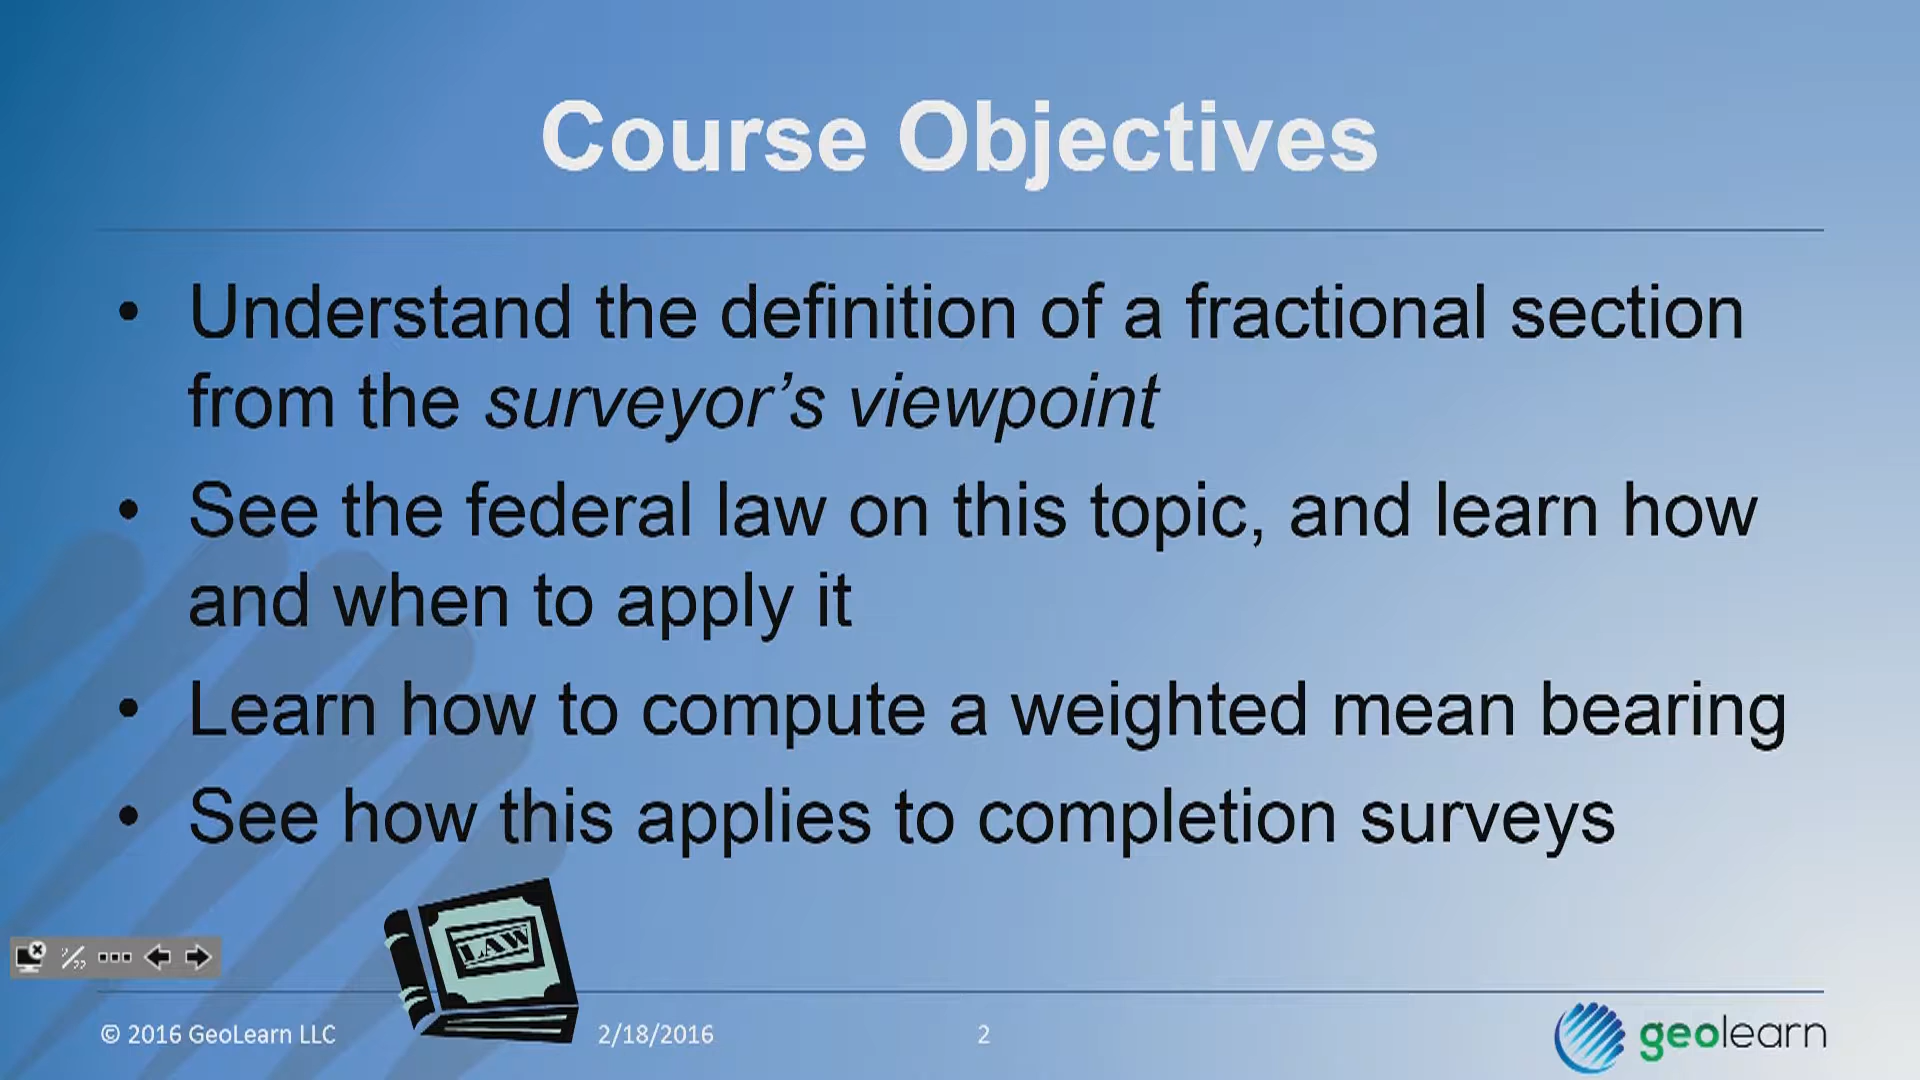 Course Objectives
• Understand the definition of a fractional section
from the surveyor’s viewpoint
• See the federal law on this topic, and learn how
and when to apply it
• Learn how to compute a weighted mean bearing
• See how this applies to completion surveys
LAW
© 2016 GeoLearn LLC
2/18/2016
2
geolearn